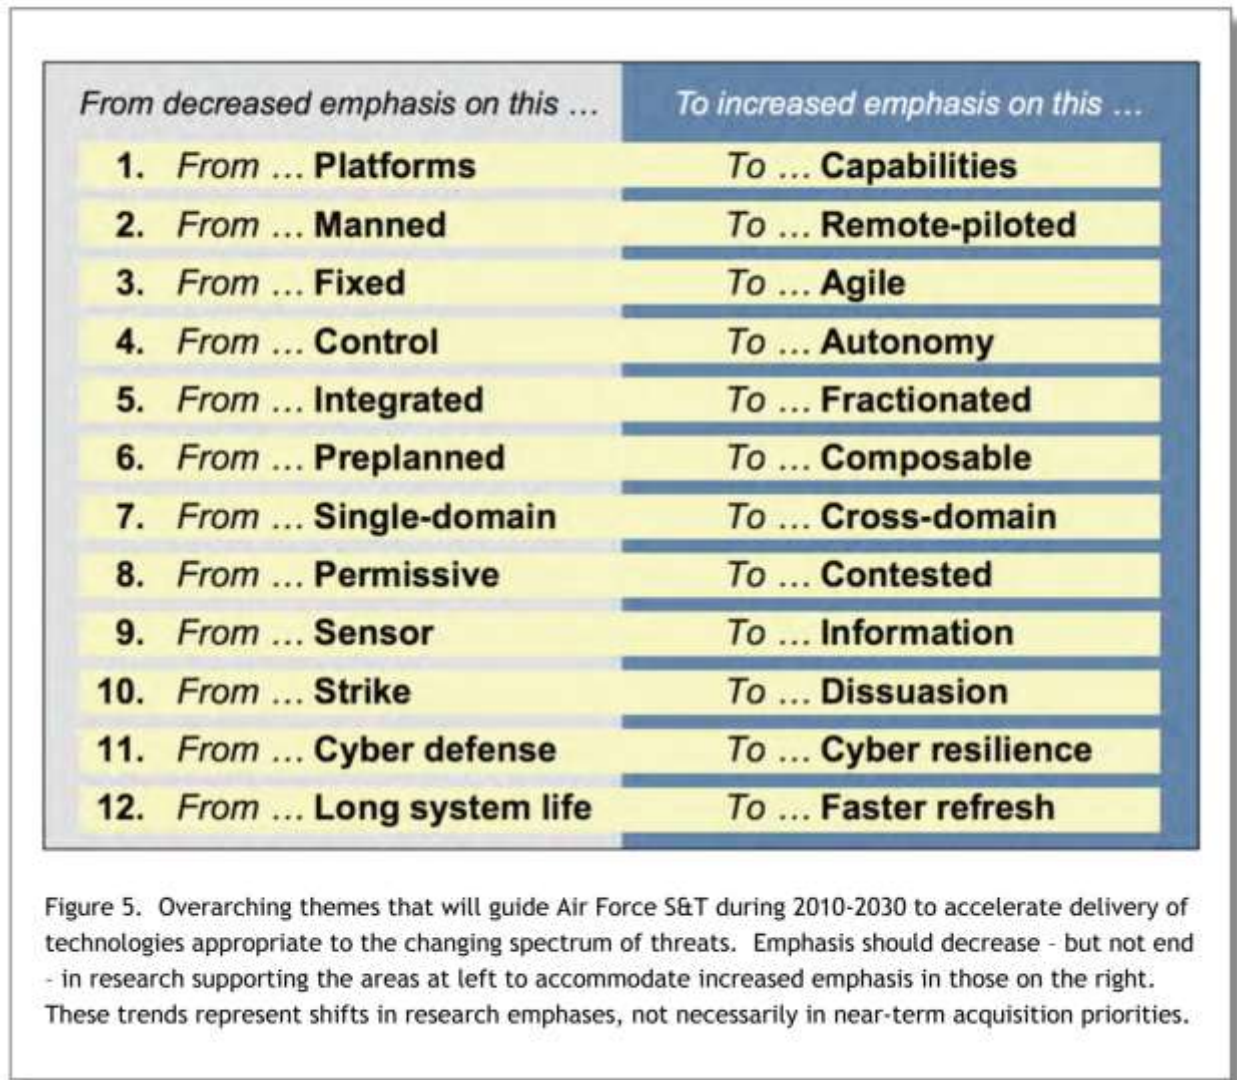 From decreased emphasis on this ... To increased emphasis on this ...
1. From ... Platforms To ... Capabilities
2. From ... Manned To ... Remote-piloted
3. From ... Fixed To ... Agile
4. From ... Control To ... Autonomy
5. From ... Integrated To ... Fractionated
6. From ... Preplanned To ... Composable
7. From ... Single-domain To ... Cross-domain
8. From ... Permissive To ... Contested
9. From ... Sensor To ... Information
10. From ... Strike To ... Dissuasion
11. From ... Cyber defense To ... Cyber resilience
12. From ... Long system life To ... Faster refresh
Figure 5. Overarching themes that will guide Air Force S&T during 2010-2030 to accelerate delivery of
technologies appropriate to the changing spectrum of threats. Emphasis should decrease - but not end
- in research supporting the areas at left to accommodate increased emphasis in those on the right.
These trends represent shifts in research emphases, not necessarily in near-term acquisition priorities.